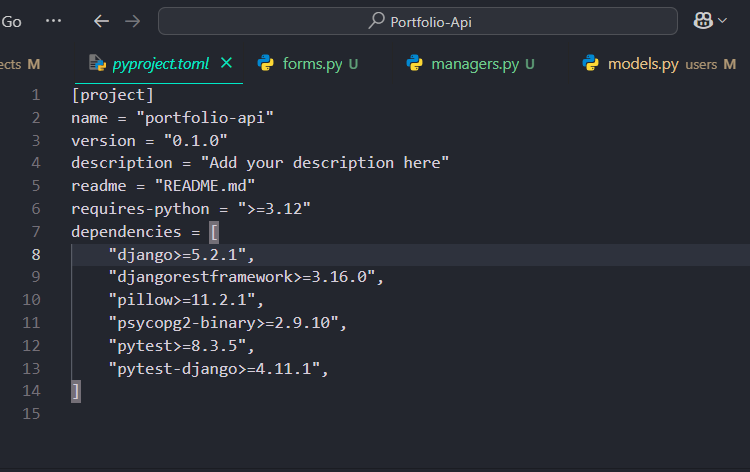 Go ··· ← → Portfolio-Api
ects M pyproject.toml × forms.py U managers.py U models.py users M
1 [project]
2 name = "portfolio-api"
3 version = "0.1.0"
4 description = "Add your description here"
5 readme = "README.md"
6 requires-python = ">=3.12"
7 dependencies = [
8 "django>=5.2.1",
9 "djangorestframework>=3.16.0",
10 "pillow>=11.2.1",
11 "psycopg2-binary>=2.9.10",
12 "pytest>=8.3.5",
13 "pytest-django>=4.11.1",
14 ]
15